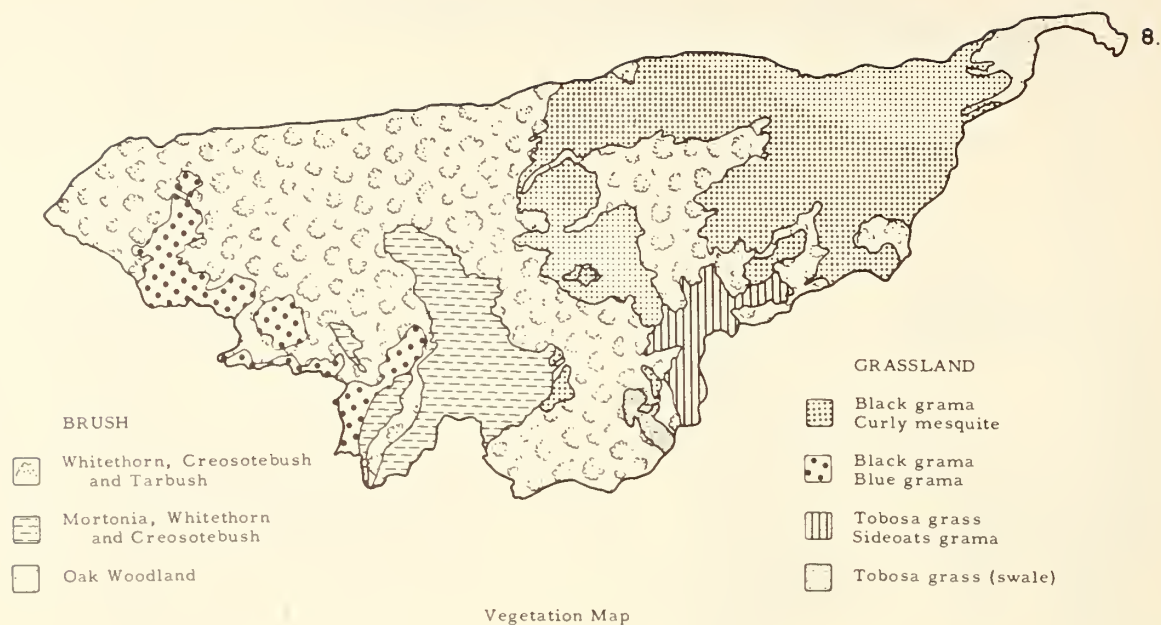 8.
BRUSH
Whitethorn, Creosotebush
and Tarbush
Mortonia, Whitethorn
and Creosotebush
Oak Woodland
GRASSLAND
Black grama
Curly mesquite
Black grama
Blue grama
Tobosa grass
Sideoats grama
Tobosa grass (swale)
Vegetation Map